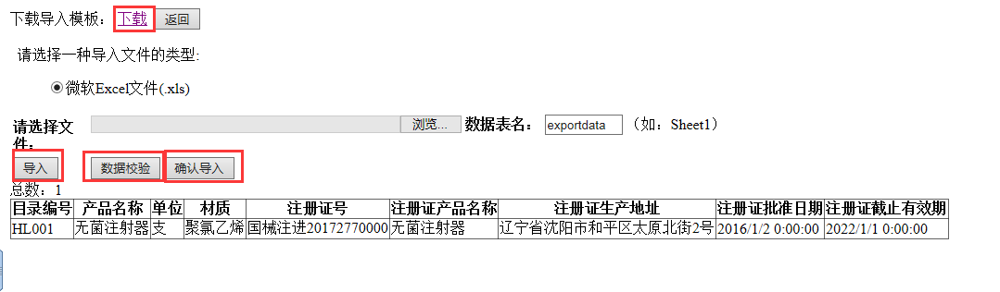 下载导入模板： 下载 返回
请选择一种导入文件的类型:
微软Excel文件(.xls)
请选择文件： 浏览... 数据表名： exportdata （如：Sheet1）
导入 数据校验 确认导入
总数：1
目录编号 产品名称 单位 材质 注册证号 注册证产品名称 注册证生产地址 注册证批准日期 注册证截止有效期
HL001 无菌注射器 支 聚氯乙烯 国械注进20172770000 无菌注射器 辽宁省沈阳市和平区太原北街2号 2016/1/2 0:00:00 2022/1/1 0:00:00